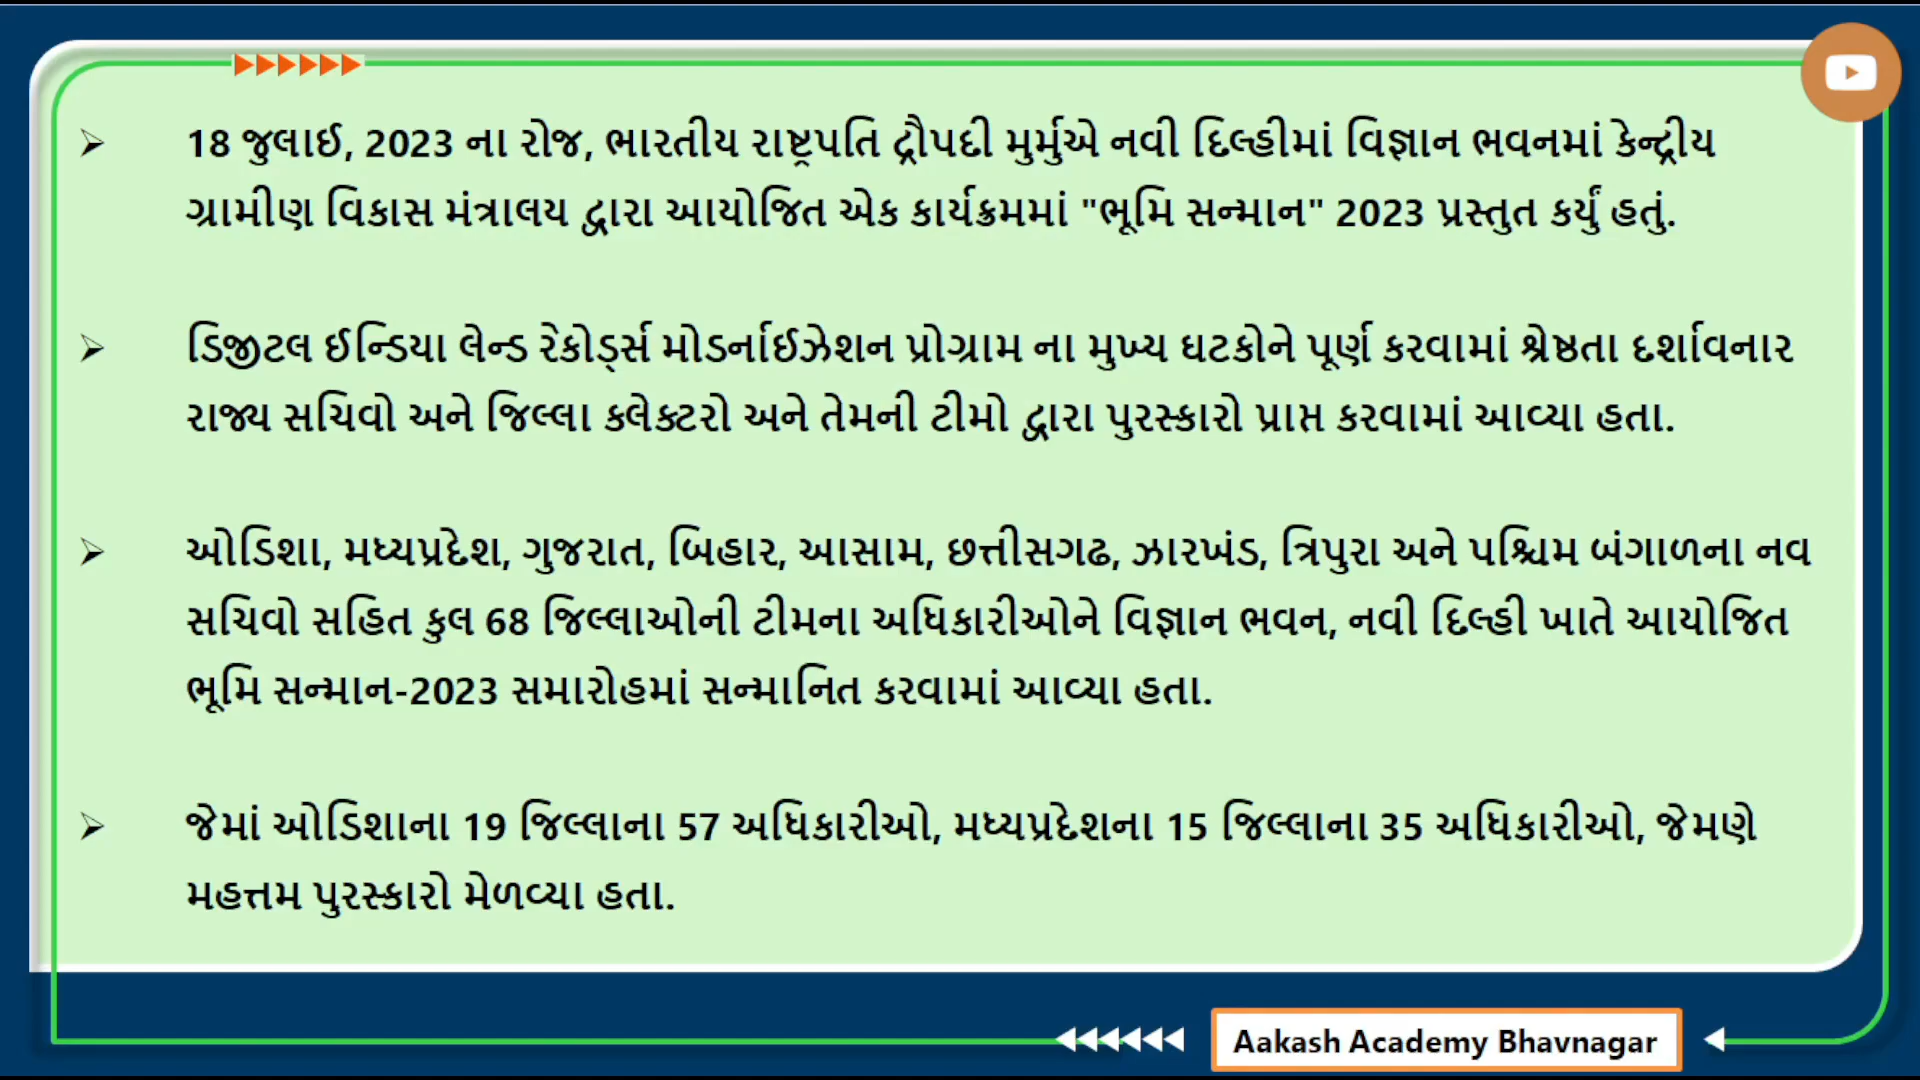 18 જુલાઈ, 2023 ના રોજ, ભારતીય રાષ્ટ્રપતિ દ્રૌપદી મુર્મુએ નવી દિલ્હીમાં વિજ્ઞાન ભવનમાં કેન્દ્રીય
ગ્રામીણ વિકાસ મંત્રાલય દ્વારા આયોજિત એક કાર્યક્રમમાં "ભૂમિ સન્માન" 2023 પ્રસ્તુત કર્યું હતું.
ડિજીટલ ઈન્ડિયા લેન્ડ રેકોર્ડ્સ મોડર્નાઈઝેશન પ્રોગ્રામ ના મુખ્ય ઘટકોને પૂર્ણ કરવામાં શ્રેષ્ઠતા દર્શાવનાર
રાજ્ય સચિવો અને જિલ્લા ક્લેક્ટરો અને તેમની ટીમો દ્વારા પુરસ્કારો પ્રાપ્ત કરવામાં આવ્યા હતા.
ઓડિશા, મધ્યપ્રદેશ, ગુજરાત, બિહાર, આસામ, છત્તીસગઢ, ઝારખંડ, ત્રિપુરા અને પશ્ચિમ બંગાળના નવ
સચિવો સહિત કુલ 68 જિલ્લાઓની ટીમના અધિકારીઓને વિજ્ઞાન ભવન, નવી દિલ્હી ખાતે આયોજિત
ભૂમિ સન્માન-2023 સમારોહમાં સન્માનિત કરવામાં આવ્યા હતા.
જેમાં ઓડિશાના 19 જિલ્લાના 57 અધિકારીઓ, મધ્યપ્રદેશના 15 જિલ્લાના 35 અધિકારીઓ, જેમણે
મહત્તમ પુરસ્કારો મેળવ્યા હતા.
Aakash Academy Bhavnagar